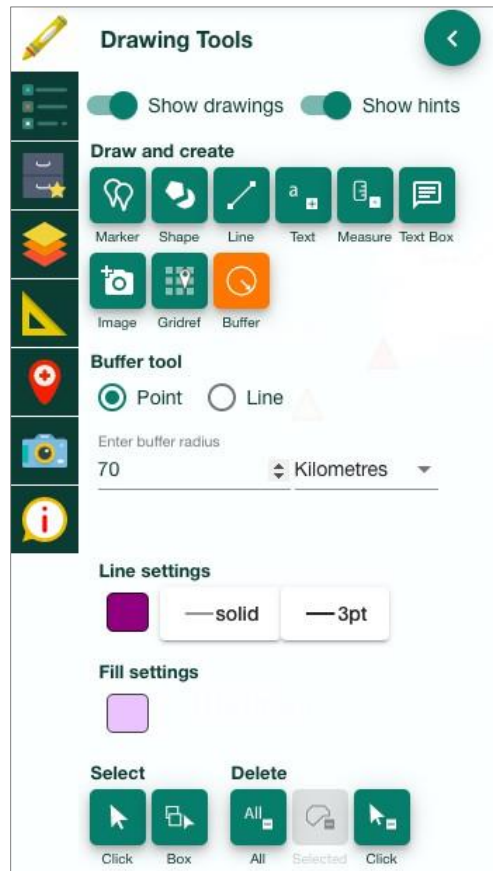 Drawing Tools
Show drawings Show hints
Draw and create
a
Marker Shape Line Text Measure Text Box
Image Gridref Buffer
Buffer tool
Point Line
Enter buffer radius
70 Kilometres
Line settings
solid 3pt
Fill settings
Select Delete
All
Click Box All Selected Click